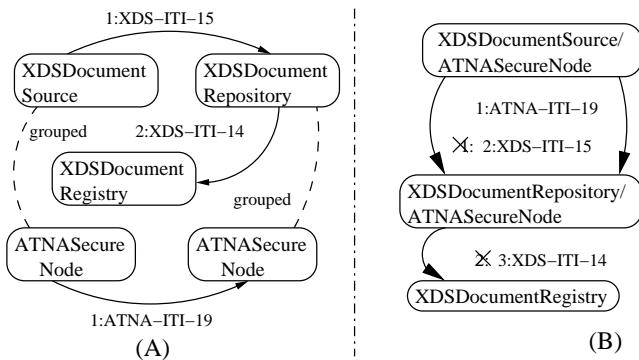 1:XDS−ITI−15
XDSDocument
Source
XDSDocument
Repository
grouped
2:XDS−ITI−14
XDSDocument
Registry
grouped
ATNASecure
Node
ATNASecure
Node
1:ATNA−ITI−19
(A)
XDSDocumentSource/
ATNASecureNode
1:ATNA−ITI−19
1: 2:XDS−ITI−15
XDSDocumentRepository/
ATNASecureNode
2: 3:XDS−ITI−14
XDSDocumentRegistry
(B)